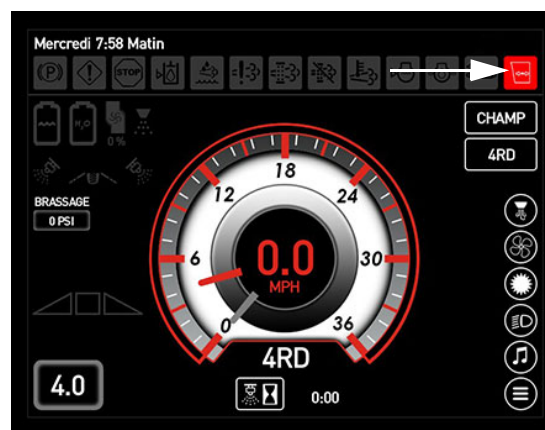 Mercredi 7:58 Matin
P
STOP
H₂O
0 %
CHAMP
4RD
BRASSAGE
0 PSI
0
6
12
18
24
30
36
0.0
MPH
4RD
4.0
0:00